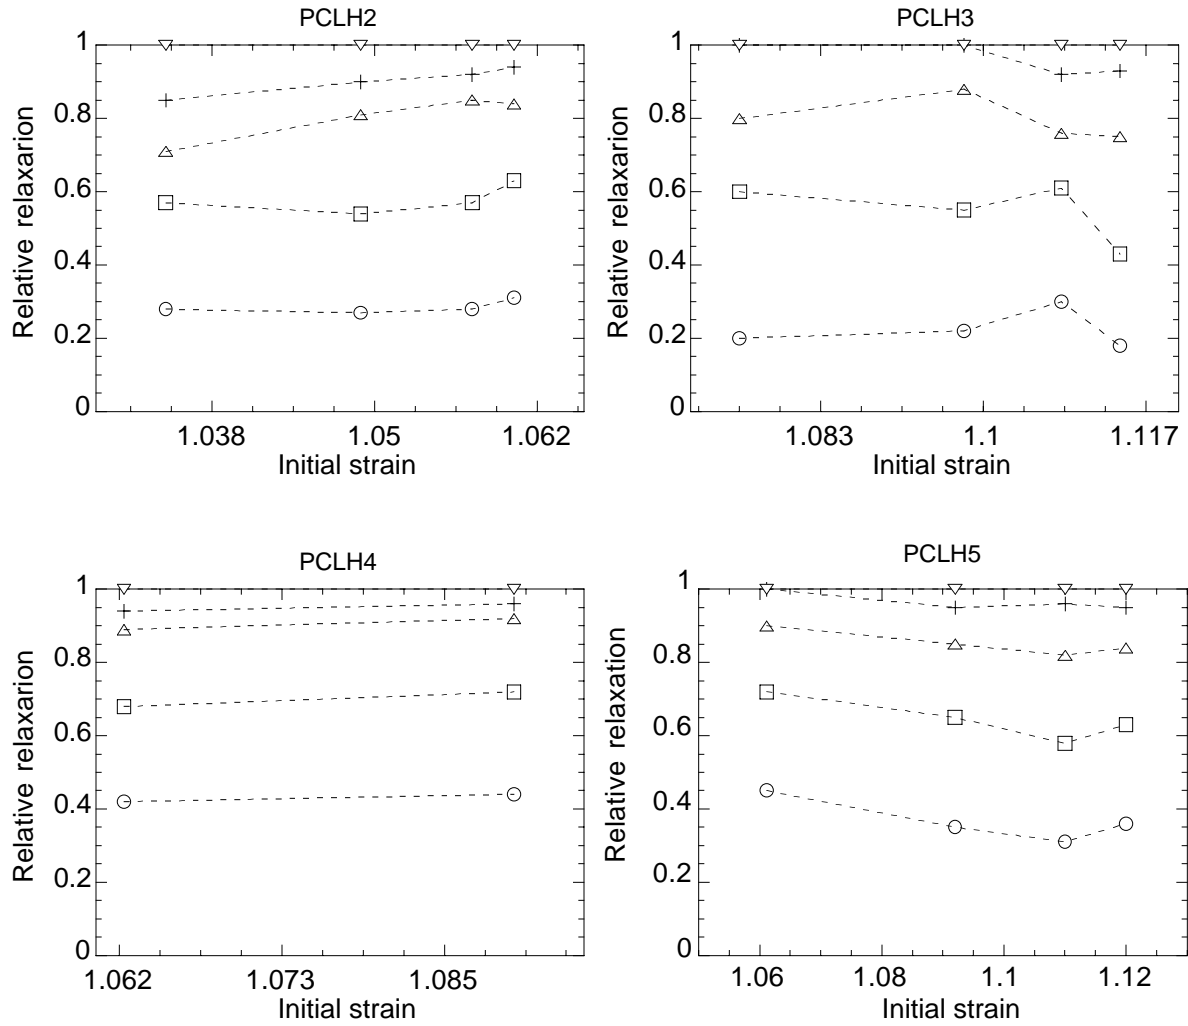 PCLH2
1
0.8
0.6
0.4
0.2
0
Relative relaxarion
1.038 1.05 1.062
Initial strain
PCLH3
1
0.8
0.6
0.4
0.2
0
Relative relaxarion
1.083 1.1 1.117
Initial strain
PCLH4
1
0.8
0.6
0.4
0.2
0
Relative relaxarion
1.062 1.073 1.085
Initial strain
PCLH5
1
0.8
0.6
0.4
0.2
0
Relative relaxation
1.06 1.08 1.1 1.12
Initial strain